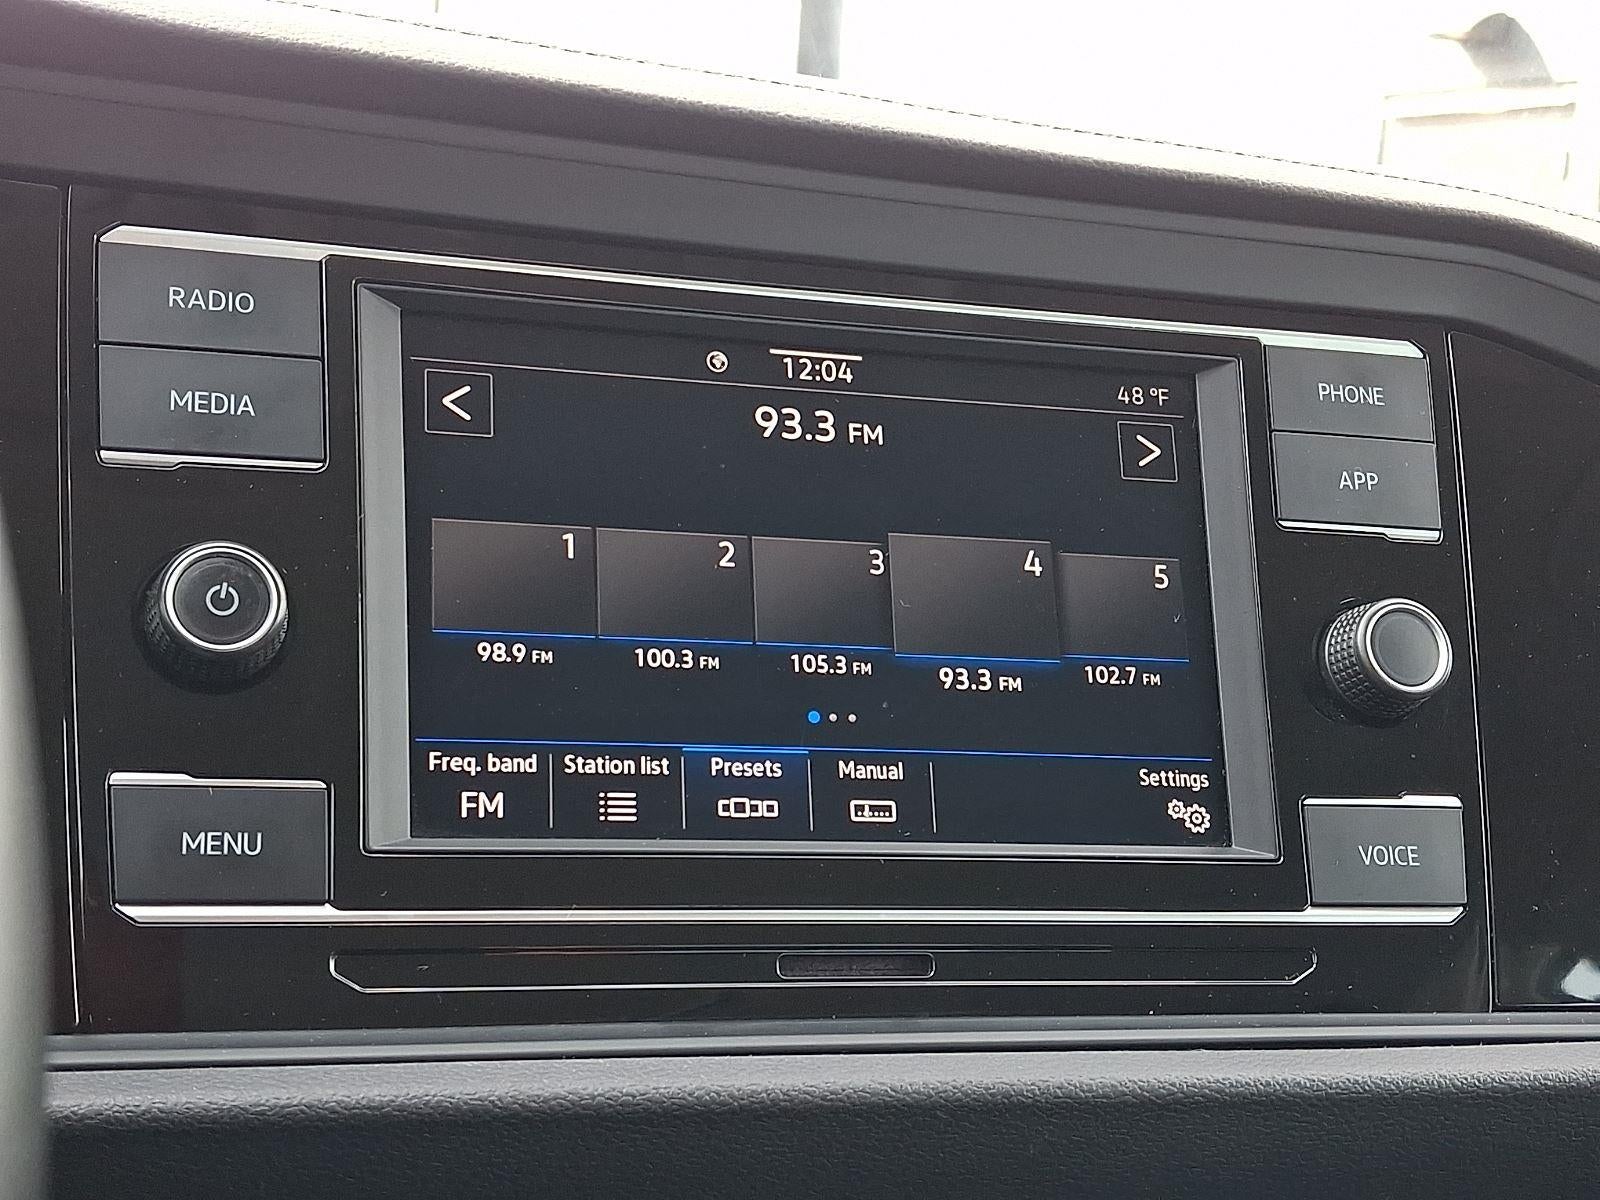 RADIO
MEDIA
MENU
12:04
48 °F
<
93.3 FM
>
1
2
3
4
5
98.9 FM
100.3 FM
105.3 FM
93.3 FM
102.7 FM
Freq. band
Station list
Presets
Manual
Settings
FM
PHONE
APP
VOICE